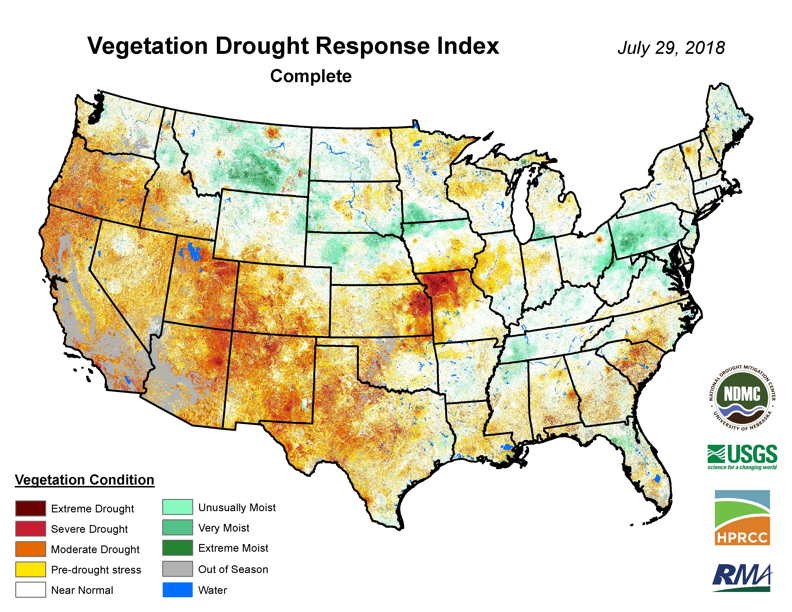 Vegetation Drought Response Index
July 29, 2018
Complete
NATIONAL DROUGHT MITIGATION CENTER
NDMC
UNIVERSITY OF NEBRASKA
USGS
science for a changing world
HPRCC
RMA
Vegetation Condition
Extreme Drought
Severe Drought
Moderate Drought
Pre-drought stress
Near Normal
Unusually Moist
Very Moist
Extreme Moist
Out of Season
Water